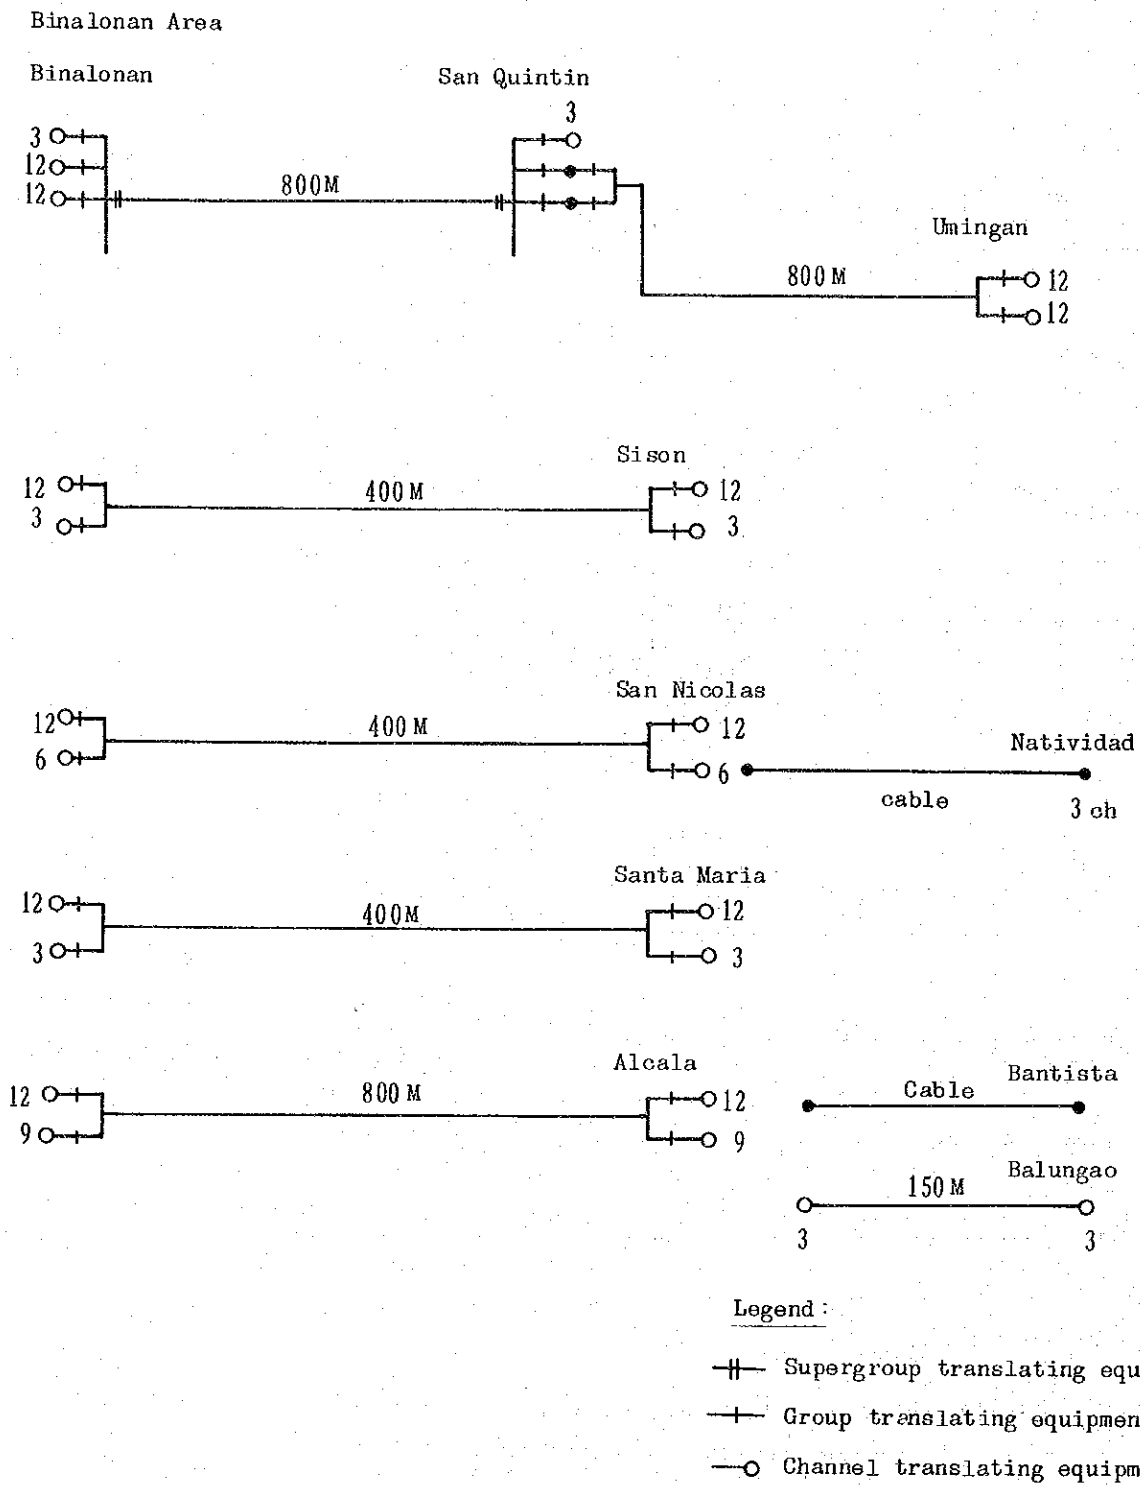 Binalonan Area
Binalonan
San Quintin
3
3
12
12
800M
Umingan
800M
12
12
Sison
12
3
400M
12
3
San Nicolas
12
6
400M
12
6
Natividad
cable
3 ch
Santa Maria
12
3
400M
12
3
Alcala
12
9
800M
12
9
Bantista
Cable
Balungao
150M
3
3
Legend:
Supergroup translating equ
Group translating equipmen
Channel translating equipm